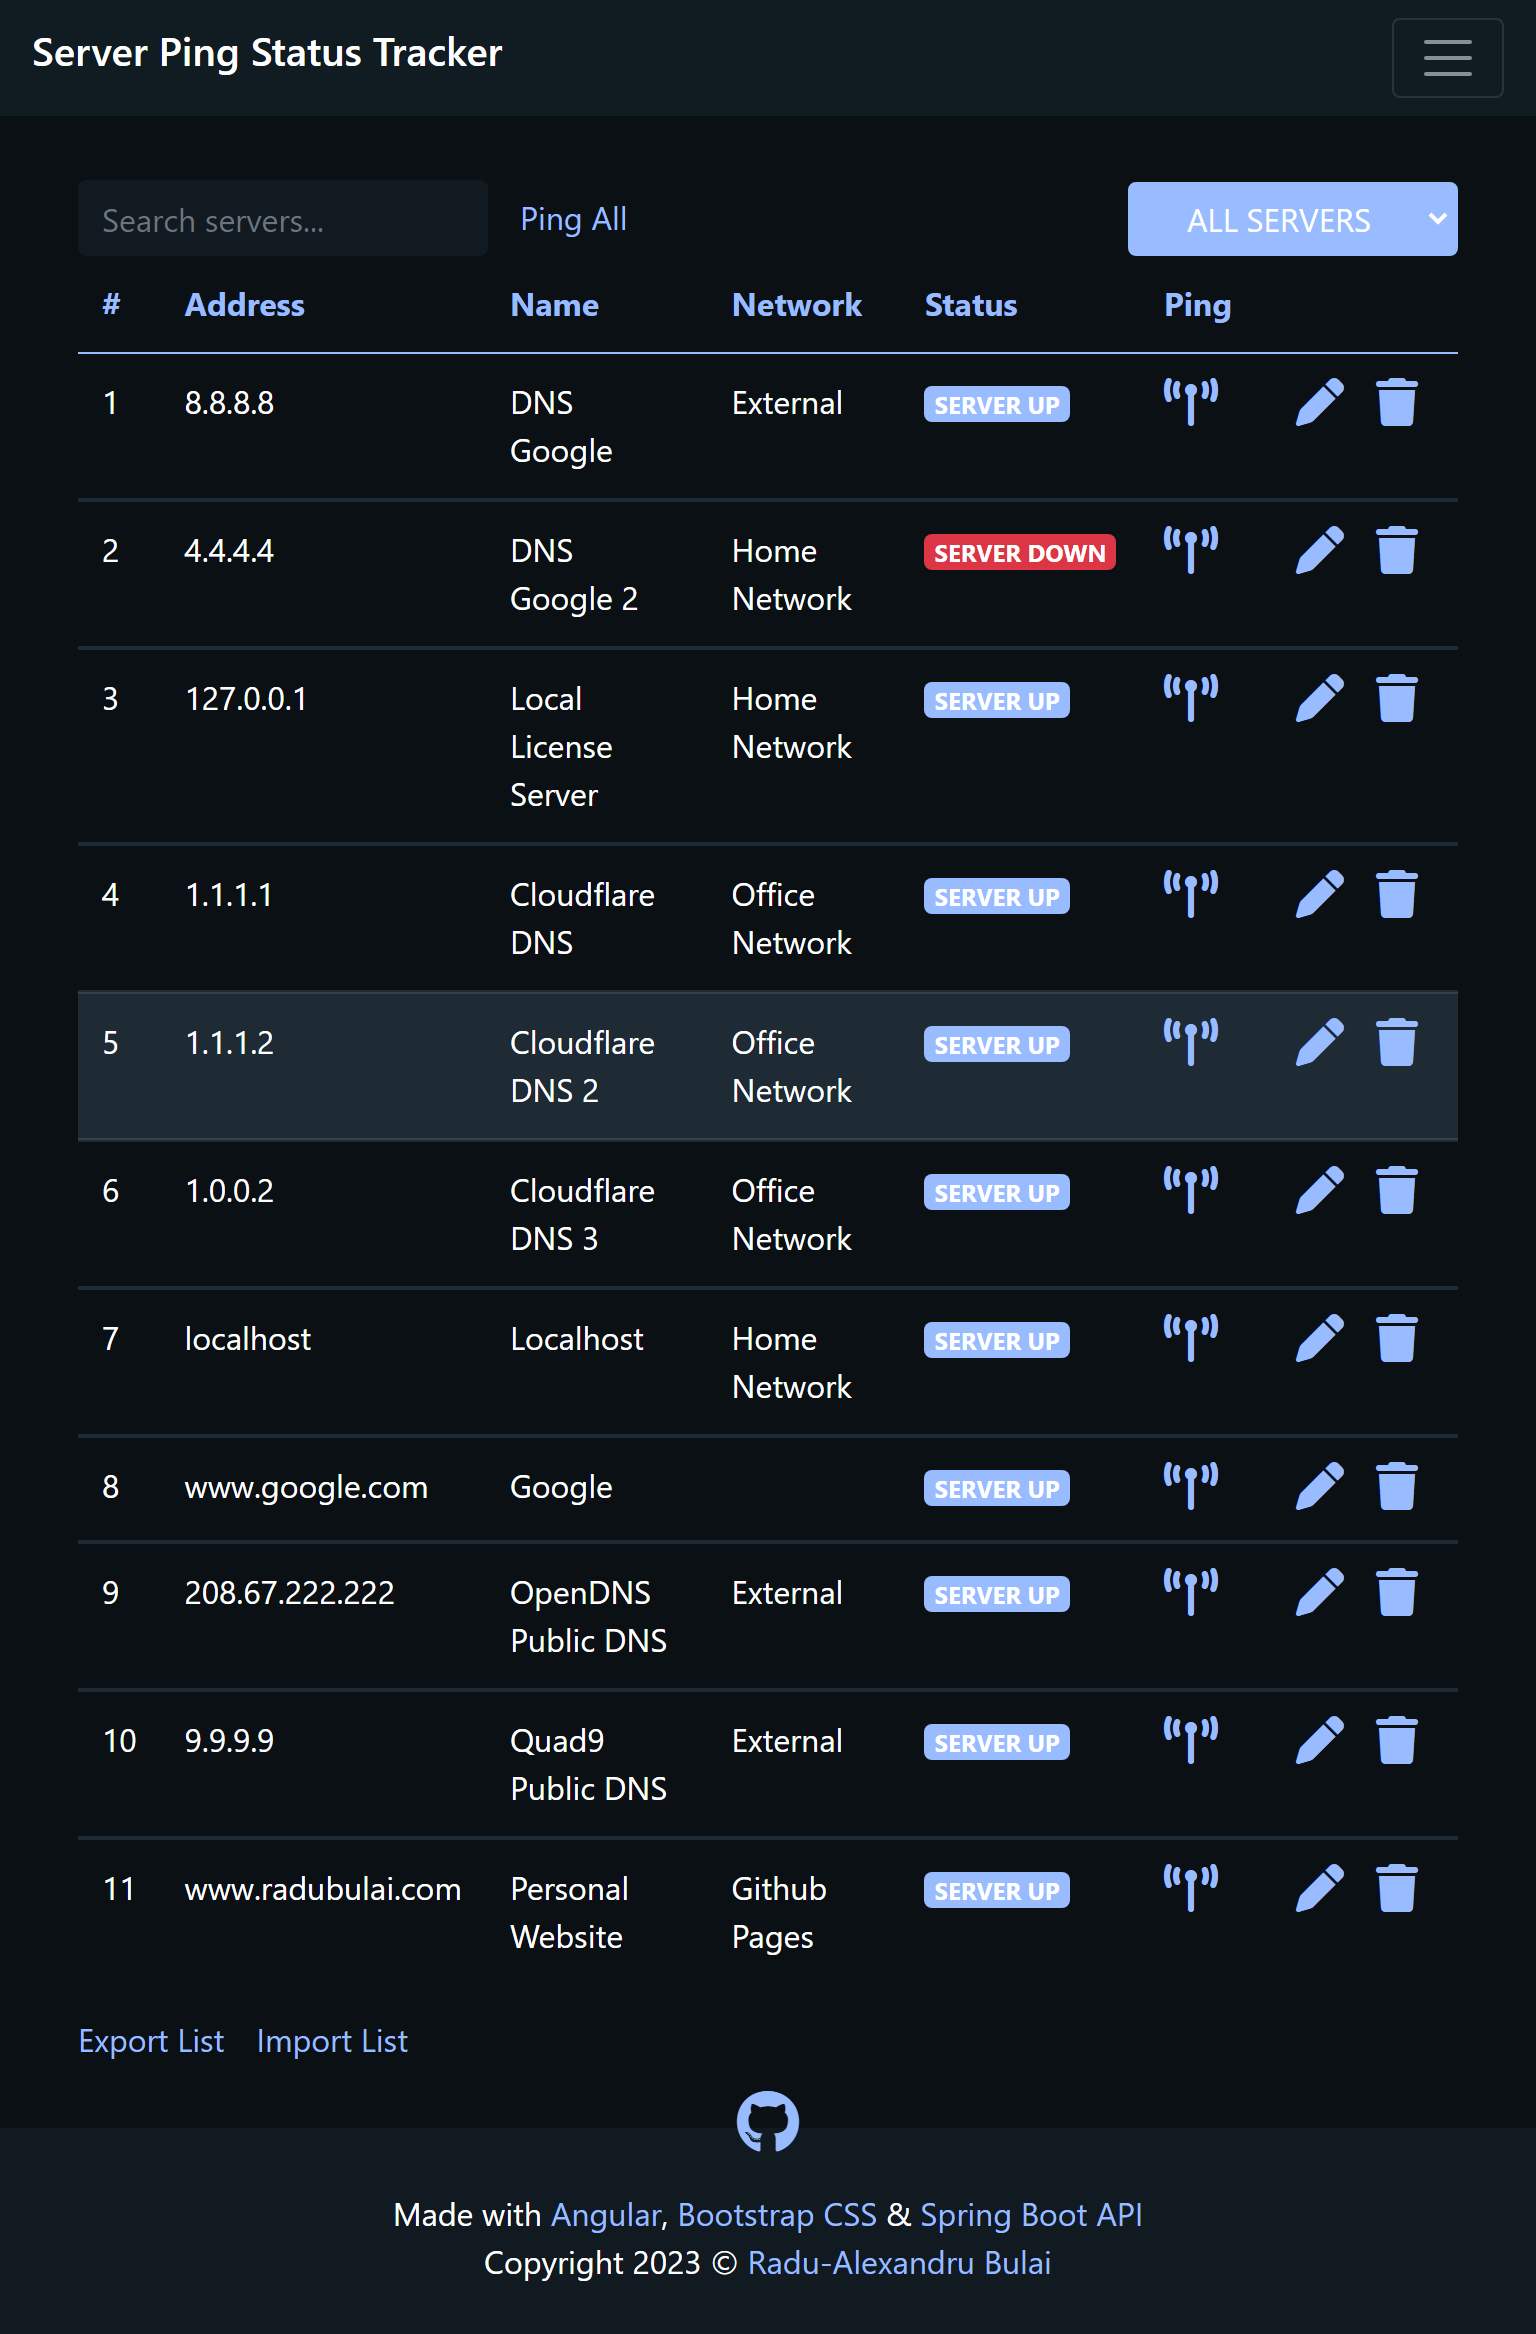 Server Ping Status Tracker
Search servers... Ping All ALL SERVERS
# Address Name Network Status Ping
1 8.8.8.8 DNS External SERVER UP
Google
2 4.4.4.4 DNS Home SERVER DOWN
Google 2 Network
3 127.0.0.1 Local Home SERVER UP
License Network
Server
4 1.1.1.1 Cloudflare Office SERVER UP
DNS Network
5 1.1.1.2 Cloudflare Office SERVER UP
DNS 2 Network
6 1.0.0.2 Cloudflare Office SERVER UP
DNS 3 Network
7 localhost Localhost Home SERVER UP
Network
8 www.google.com Google SERVER UP
9 208.67.222.222 OpenDNS External SERVER UP
Public DNS
10 9.9.9.9 Quad9 External SERVER UP
Public DNS
11 www.radubulai.com Personal Github SERVER UP
Website Pages
Export List Import List
Made with Angular, Bootstrap CSS & Spring Boot API
Copyright 2023 © Radu-Alexandru Bulai